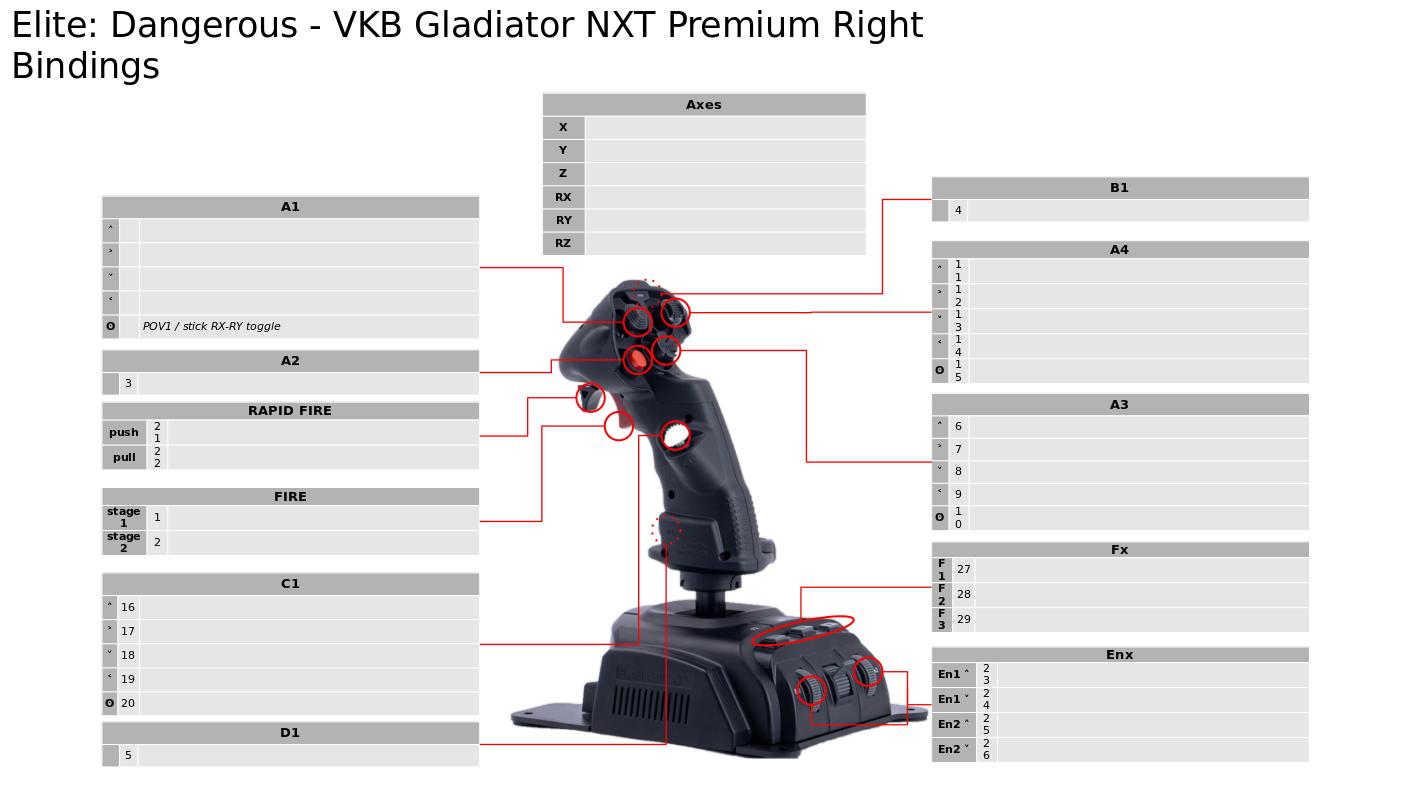 Elite: Dangerous - VKB Gladiator NXT Premium Right
Bindings
Axes
X
Y
Z
RX
RY
RZ
A1
^
>
v
<
ʘ POV1 / stick RX-RY toggle
A2
3
RAPID FIRE
push 2
1
pull 2
2
FIRE
stage
1 1
stage
2 2
C1
^ 16
> 17
v 18
< 19
ʘ 20
D1
5
B1
4
A4
^ 1
1
> 1
2
v 1
3
< 1
4
ʘ 1
5
A3
^ 6
> 7
v 8
< 9
ʘ 1
0
Fx
F
1 27
F
2 28
F
3 29
Enx
En1 ^ 2
3
En1 v 2
4
En2 ^ 2
5
En2 v 2
6